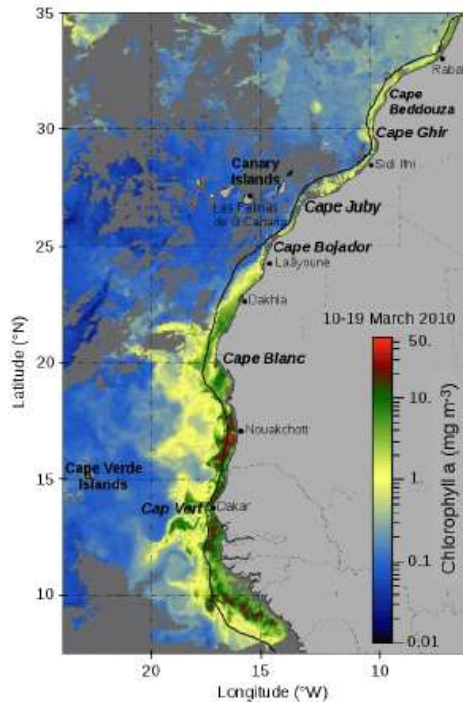 35
Rabat
Cape
Beddouza
30
Cape Ghir
Canary
Islands
Sidi Ifni
Las Palmas
de G.Canaria
Cape Juby
25
Cape Bojador
Laâyoune
Dakhla
10-19 March 2010
50.
20
Cape Blanc
10.
Nouakchott
Cape Verde
Islands
1.
15
Cap Vert
Dakar
0.1
10
0,01
Latitude (°N)
Chlorophyll a (mg m-3)
20
15
10
Longitude (°W)